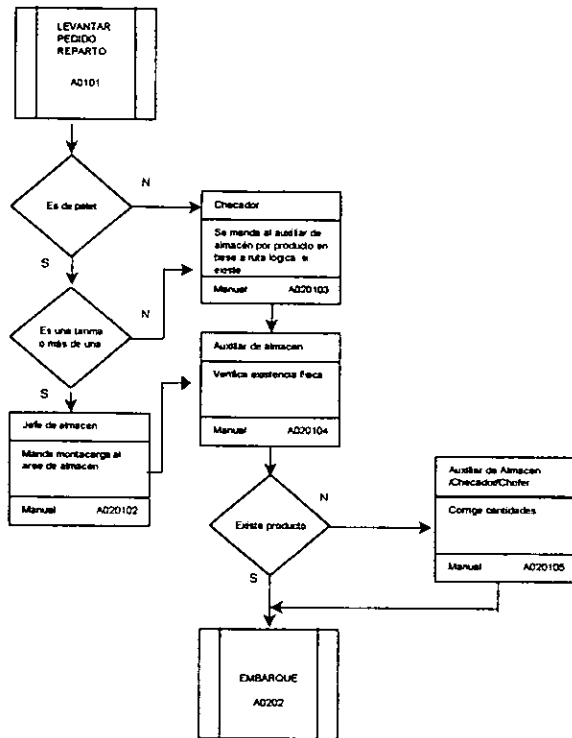 LEVANTAR
PEDIDO
REPARTO
A0101
Es de palet
N
S
Checador
Se manda al auxiliar de
almacén por producto en
base a ruta lógica si
existe
Manual A020103
Es una tarima
o más de una
N
S
Auxiliar de almacen
Verifica existencia física
Manual A020104
Jefe de almacen
Manda montacarga al
area de almacén
Manual A020102
Existe producto
N
S
Auxiliar de Almacen
/Checador/Chofer
Corrige cantidades
Manual A020105
EMBARQUE
A0202